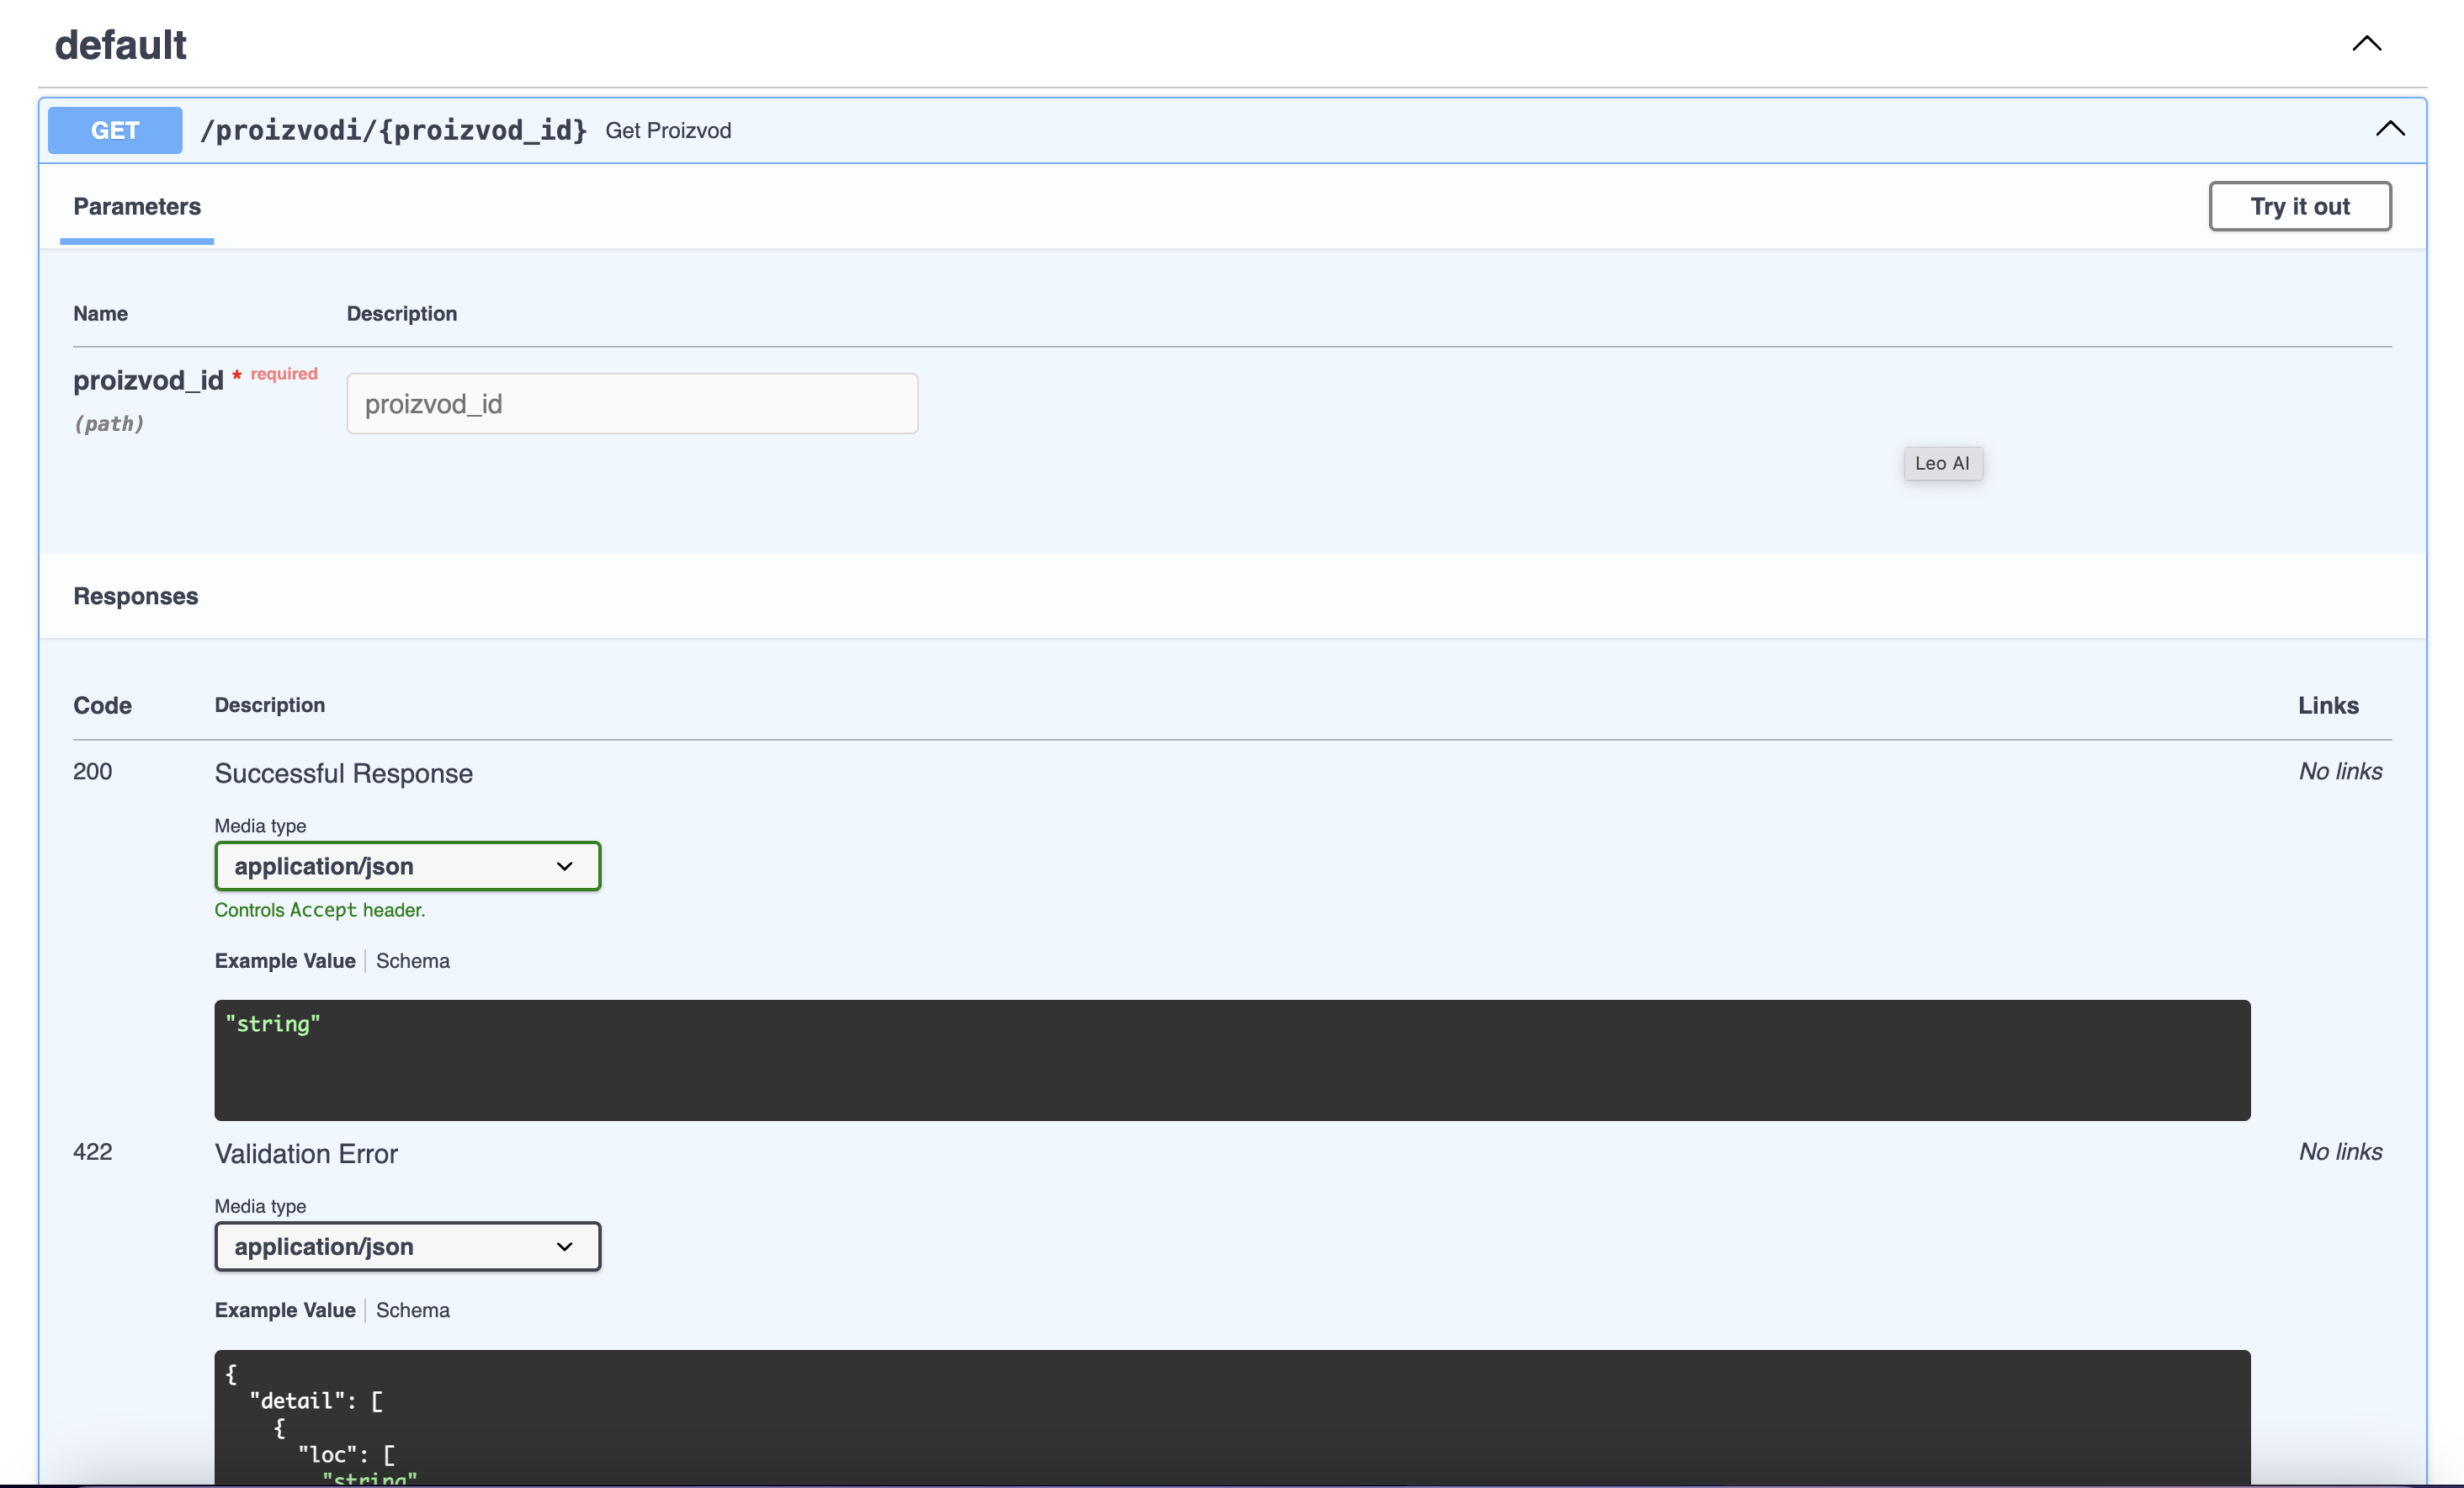 default
GET /proizvodi/{proizvod_id} Get Proizvod
Parameters
Try it out
Name Description
proizvod_id * required
(path)
proizvod_id
Leo AI
Responses
Code Description Links
200 Successful Response No links
Media type
application/json
Controls Accept header.
Example Value Schema
"string"
422 Validation Error No links
Media type
application/json
Example Value Schema
{
"detail": [
{
"loc": [
"string"